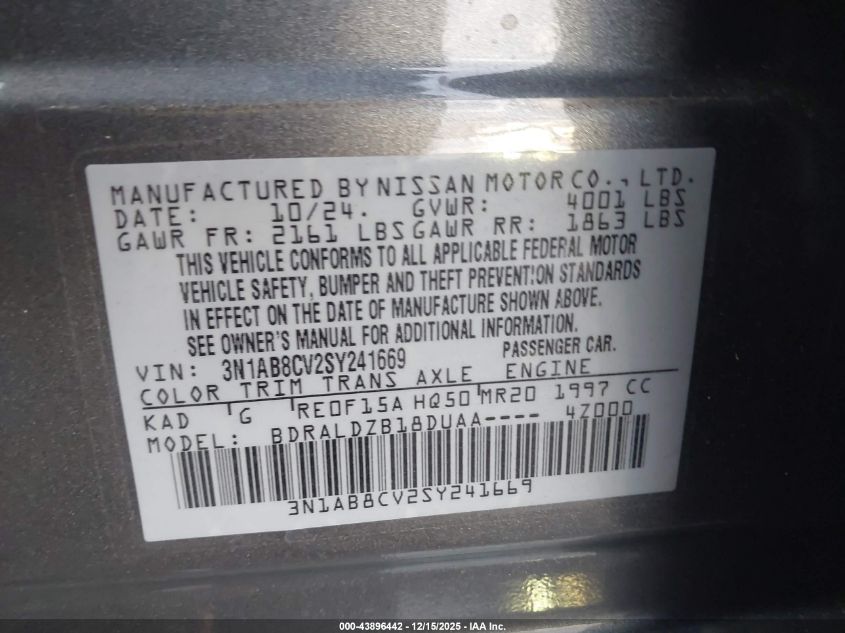 MANUFACTURED BY NISSAN MOTOR CO., LTD.
DATE: 10/24. GVWR: 4001 LBS
GAWR FR: 2161 LBS GAWR RR: 1863 LBS
THIS VEHICLE CONFORMS TO ALL APPLICABLE FEDERAL MOTOR
VEHICLE SAFETY, BUMPER AND THEFT PREVENTION STANDARDS
IN EFFECT ON THE DATE OF MANUFACTURE SHOWN ABOVE.
SEE OWNER'S MANUAL FOR ADDITIONAL INFORMATION.
VIN: 3N1AB8CV2SY241669 PASSENGER CAR.
COLOR TRIM TRANS AXLE ENGINE
KAD G RE0F15A HQ50 MR20 1997 CC
MODEL: BDRALDZB18DUAA---- 4Z000
3N1AB8CV2SY241669
000-43896442 - 12/15/2025 - IAA Inc.